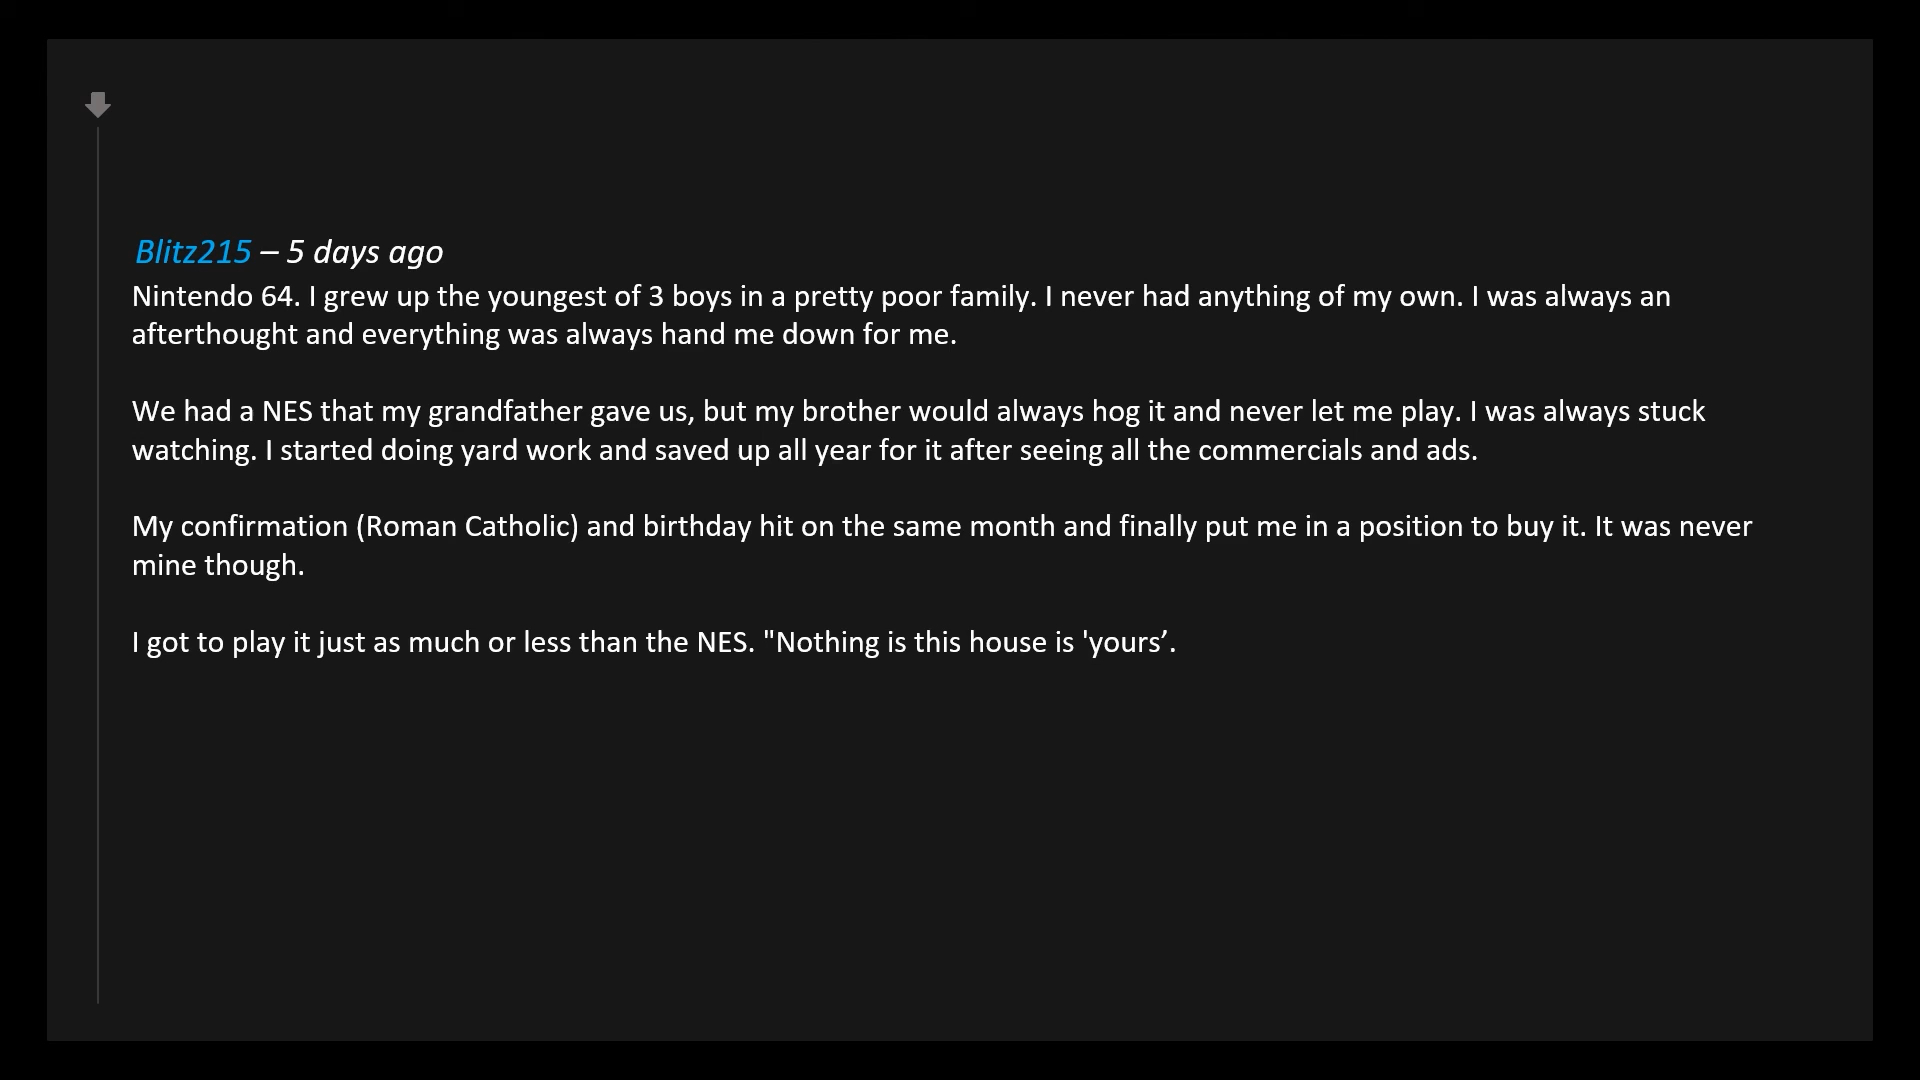 Blitz215 – 5 days ago
Nintendo 64. I grew up the youngest of 3 boys in a pretty poor family. I never had anything of my own. I was always an
afterthought and everything was always hand me down for me.
We had a NES that my grandfather gave us, but my brother would always hog it and never let me play. I was always stuck
watching. I started doing yard work and saved up all year for it after seeing all the commercials and ads.
My confirmation (Roman Catholic) and birthday hit on the same month and finally put me in a position to buy it. It was never
mine though.
I got to play it just as much or less than the NES. "Nothing is this house is 'yours’.